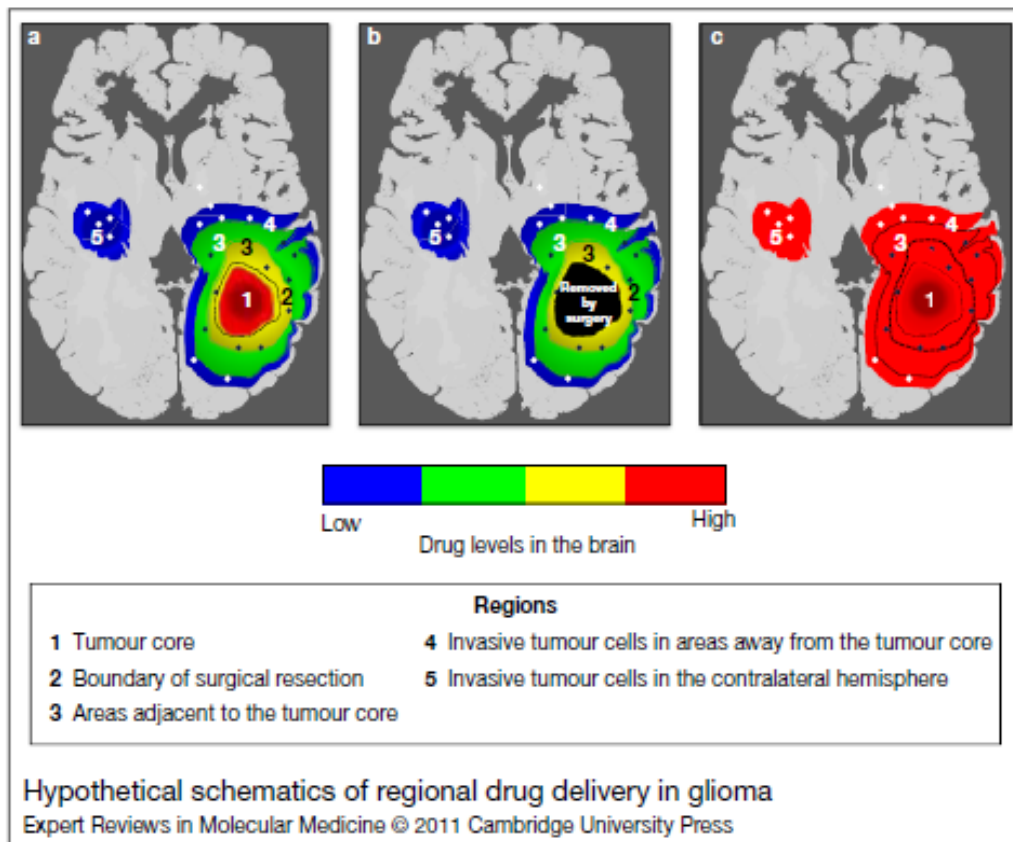 a
b
c
5
4
3
3
1
2
5
4
3
3
2
Removed
by
surgery
5
4
3
1
Low
High
Drug levels in the brain
Regions
1 Tumour core
2 Boundary of surgical resection
3 Areas adjacent to the tumour core
4 Invasive tumour cells in areas away from the tumour core
5 Invasive tumour cells in the contralateral hemisphere
Hypothetical schematics of regional drug delivery in glioma
Expert Reviews in Molecular Medicine © 2011 Cambridge University Press